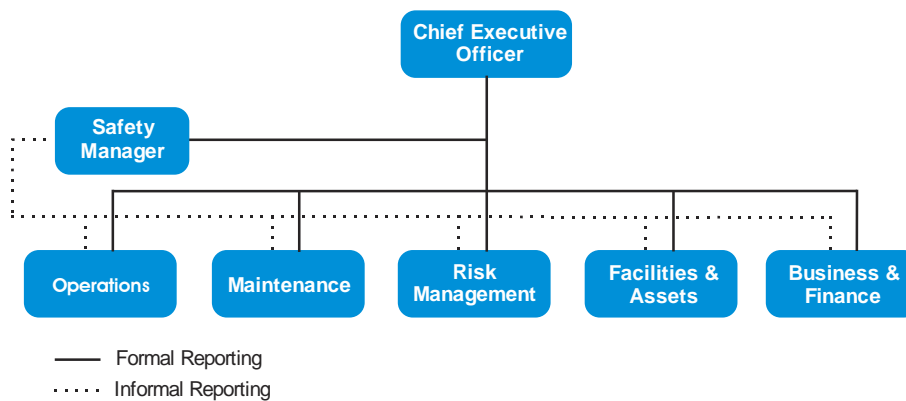 Chief Executive
Officer
Safety
Manager
Operations
Maintenance
Risk
Management
Facilities &
Assets
Business &
Finance
Formal Reporting
Informal Reporting